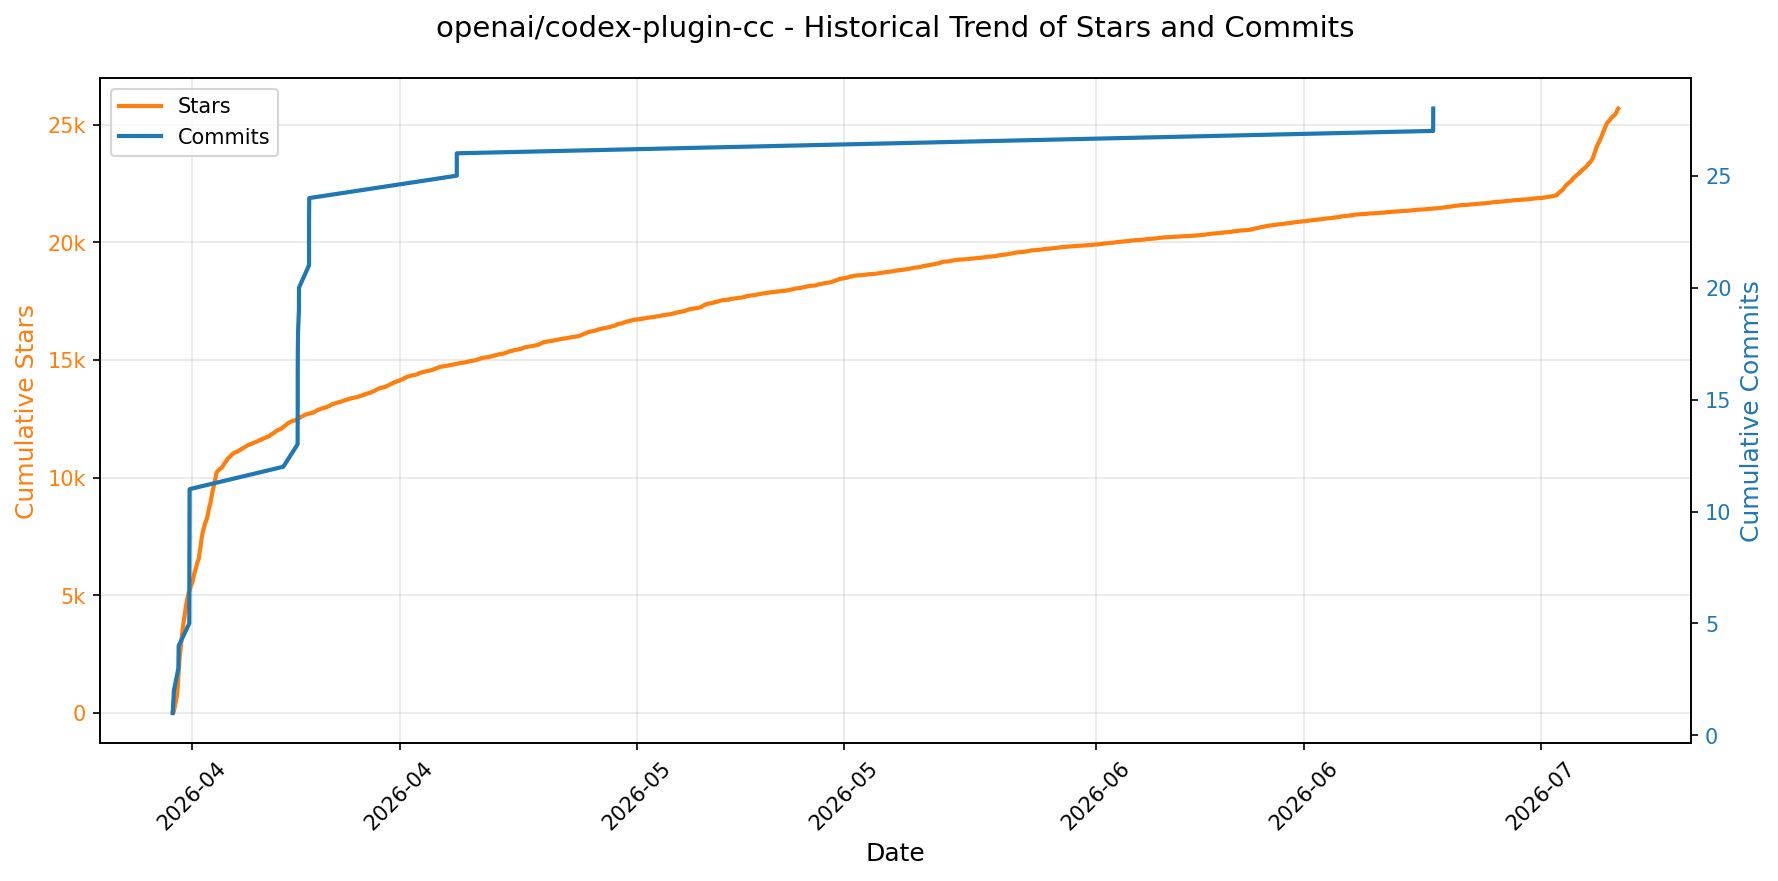 openai/codex-plugin-cc - Historical Trend of Stars and Commits
Stars
Commits
25k
20k
15k
10k
5k
0
Cumulative Stars
25
20
15
10
5
0
Cumulative Commits
2026-04
2026-04
2026-05
2026-05
2026-06
2026-06
2026-07
Date